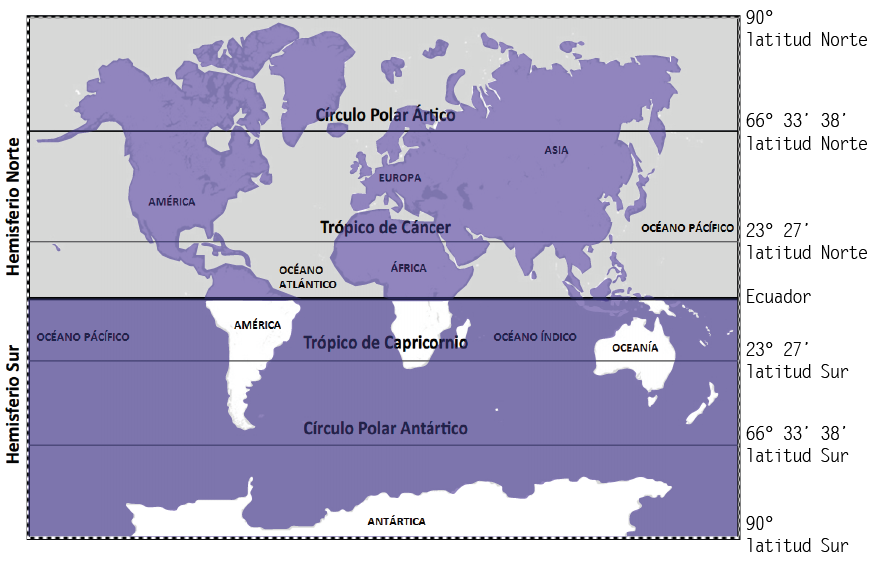 90°
latitud Norte
Círculo Polar Ártico
66° 33' 38'
latitud Norte
ASIA
EUROPA
AMÉRICA
Hemisferio Norte
Trópico de Cáncer
OCÉANO PÁCÍFICO
23° 27'
latitud Norte
OCÉANO
ATLÁNTICO
ÁFRICA
Ecuador
AMÉRICA
OCÉANO PÁCÍFICO
Trópico de Capricornio
OCÉANO ÍNDICO
OCEANÍA
23° 27'
latitud Sur
Hemisferio Sur
Círculo Polar Antártico
66° 33' 38'
latitud Sur
ANTÁRTICA
90°
latitud Sur